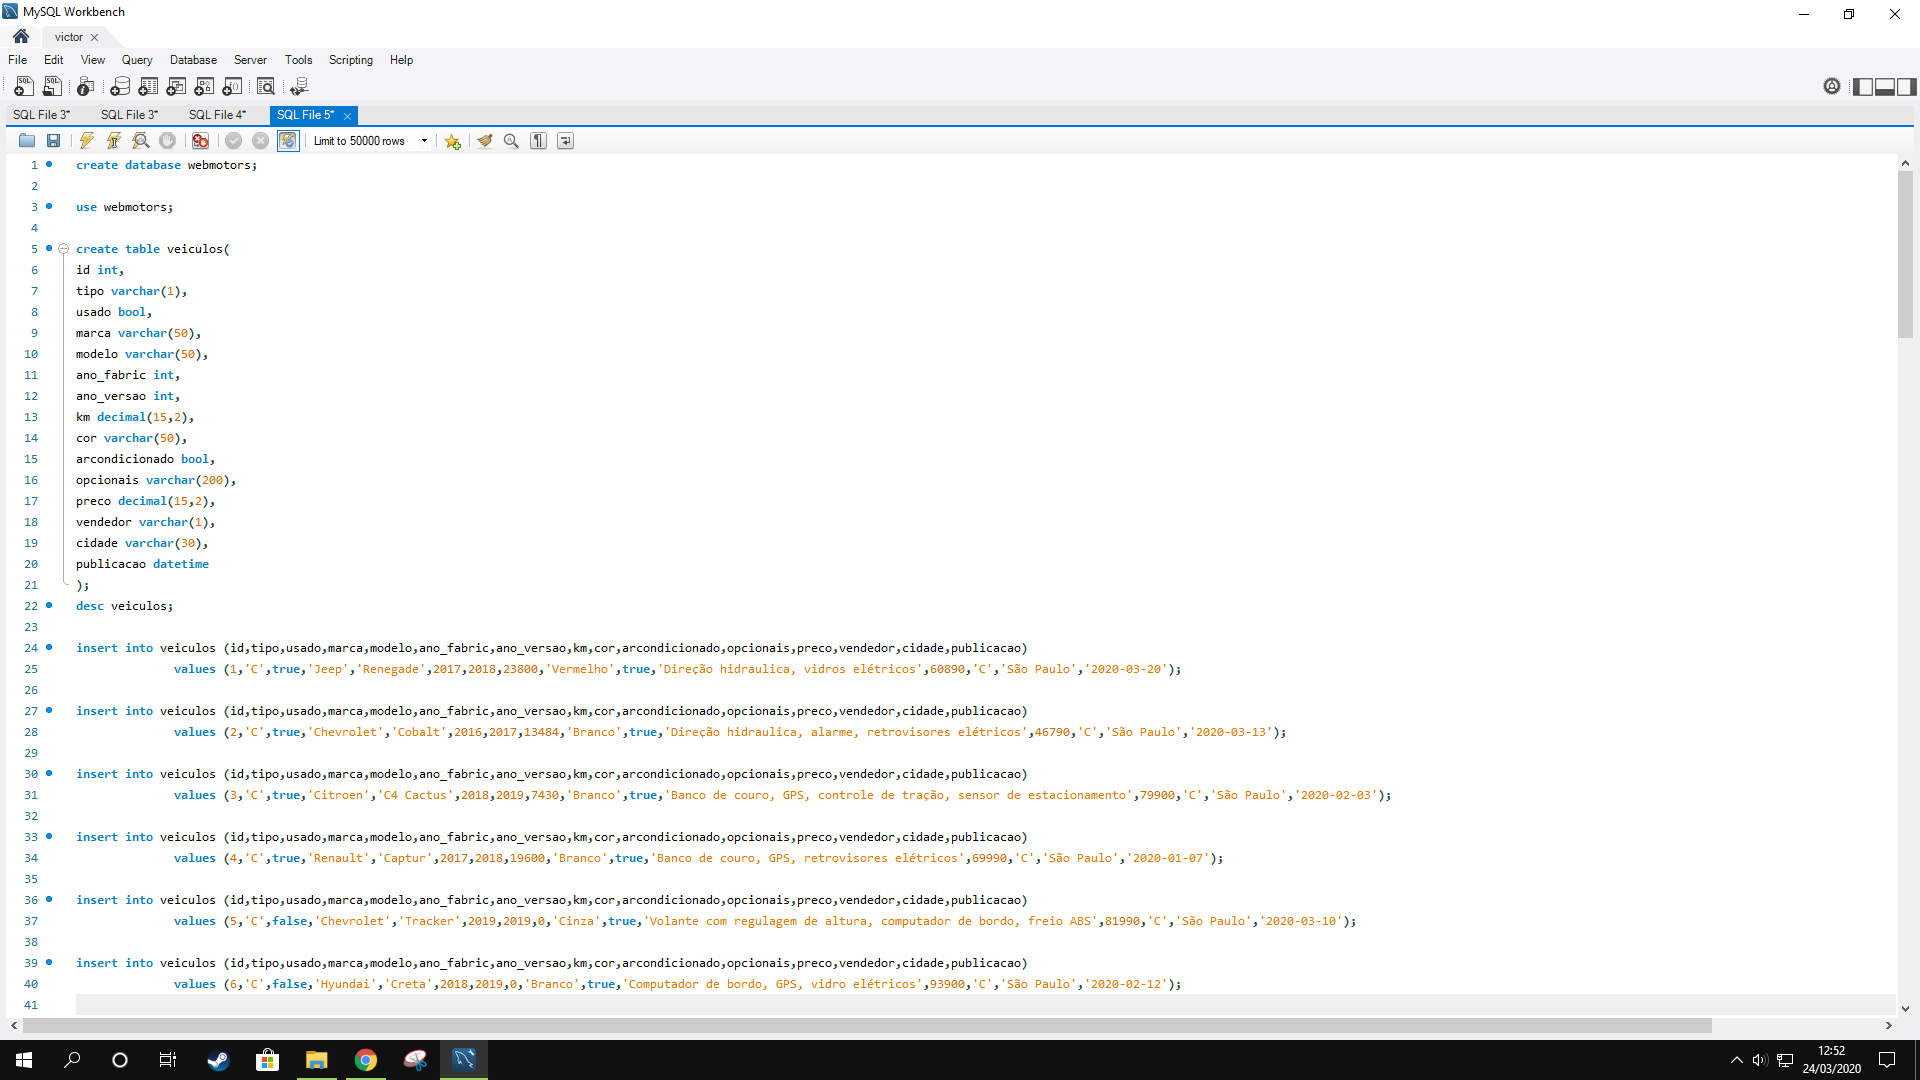 MySQL Workbench
victor
File Edit View Query Database Server Tools Scripting Help
SQL File 3* SQL File 3* SQL File 4* SQL File 5*
Limit to 50000 rows
1 create database webmotors;
2
3 use webmotors;
4
5 create table veiculos(
6 id int,
7 tipo varchar(1),
8 usado bool,
9 marca varchar(50),
10 modelo varchar(50),
11 ano_fabric int,
12 ano_versao int,
13 km decimal(15,2),
14 cor varchar(50),
15 arcondicionado bool,
16 opcionais varchar(200),
17 preco decimal(15,2),
18 vendedor varchar(1),
19 cidade varchar(30),
20 publicacao datetime
21 );
22 desc veiculos;
23
24 insert into veiculos (id,tipo,usado,marca,modelo,ano_fabric,ano_versao,km,cor,arcondicionado,opcionais,preco,vendedor,cidade,publicacao)
25 values (1,'C',true,'Jeep','Renegade',2017,2018,23800,'Vermelho',true,'Direção hidraulica, vidros elétricos',60890,'C','São Paulo','2020-03-20');
26
27 insert into veiculos (id,tipo,usado,marca,modelo,ano_fabric,ano_versao,km,cor,arcondicionado,opcionais,preco,vendedor,cidade,publicacao)
28 values (2,'C',true,'Chevrolet','Cobalt',2016,2017,13484,'Branco',true,'Direção hidraulica, alarme, retrovisores elétricos',46790,'C','São Paulo','2020-03-13');
29
30 insert into veiculos (id,tipo,usado,marca,modelo,ano_fabric,ano_versao,km,cor,arcondicionado,opcionais,preco,vendedor,cidade,publicacao)
31 values (3,'C',true,'Citroen','C4 Cactus',2018,2019,7430,'Branco',true,'Banco de couro, GPS, controle de tração, sensor de estacionamento',79900,'C','São Paulo','2020-02-03');
32
33 insert into veiculos (id,tipo,usado,marca,modelo,ano_fabric,ano_versao,km,cor,arcondicionado,opcionais,preco,vendedor,cidade,publicacao)
34 values (4,'C',true,'Renault','Captur',2017,2018,19600,'Branco',true,'Banco de couro, GPS, retrovisores elétricos',69990,'C','São Paulo','2020-01-07');
35
36 insert into veiculos (id,tipo,usado,marca,modelo,ano_fabric,ano_versao,km,cor,arcondicionado,opcionais,preco,vendedor,cidade,publicacao)
37 values (5,'C',false,'Chevrolet','Tracker',2019,2019,0,'Cinza',true,'Volante com regulagem de altura, computador de bordo, freio ABS',81990,'C','São Paulo','2020-03-10');
38
39 insert into veiculos (id,tipo,usado,marca,modelo,ano_fabric,ano_versao,km,cor,arcondicionado,opcionais,preco,vendedor,cidade,publicacao)
40 values (6,'C',false,'Hyundai','Creta',2018,2019,0,'Branco',true,'Computador de bordo, GPS, vidro elétricos',93900,'C','São Paulo','2020-02-12');
41
12:52
24/03/2020